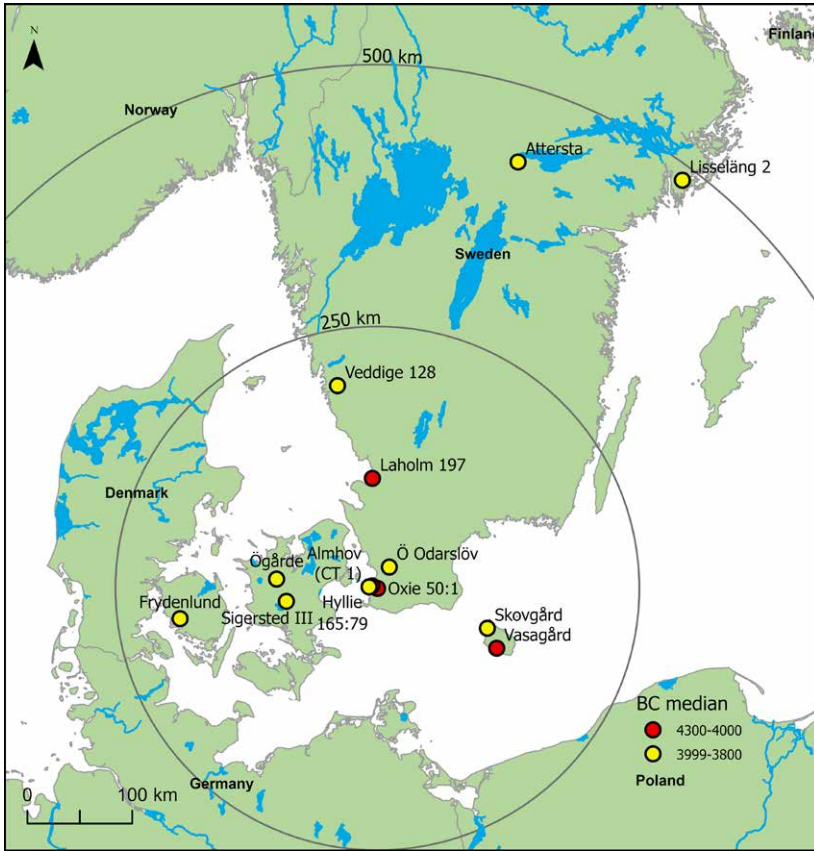 N
Finland
500 km
Norway
Attersta
Lisseläng 2
Sweden
250 km
Veddige 128
Laholm 197
Denmark
Almhov
(CT 1)
Ö Odarslöv
Ögårde
Oxie 50:1
Frydenlund
Sigersted III
Hyllie
165:79
Skovgård
Vasagård
BC median
4300-4000
3999-3800
Poland
Germany
0
100 km